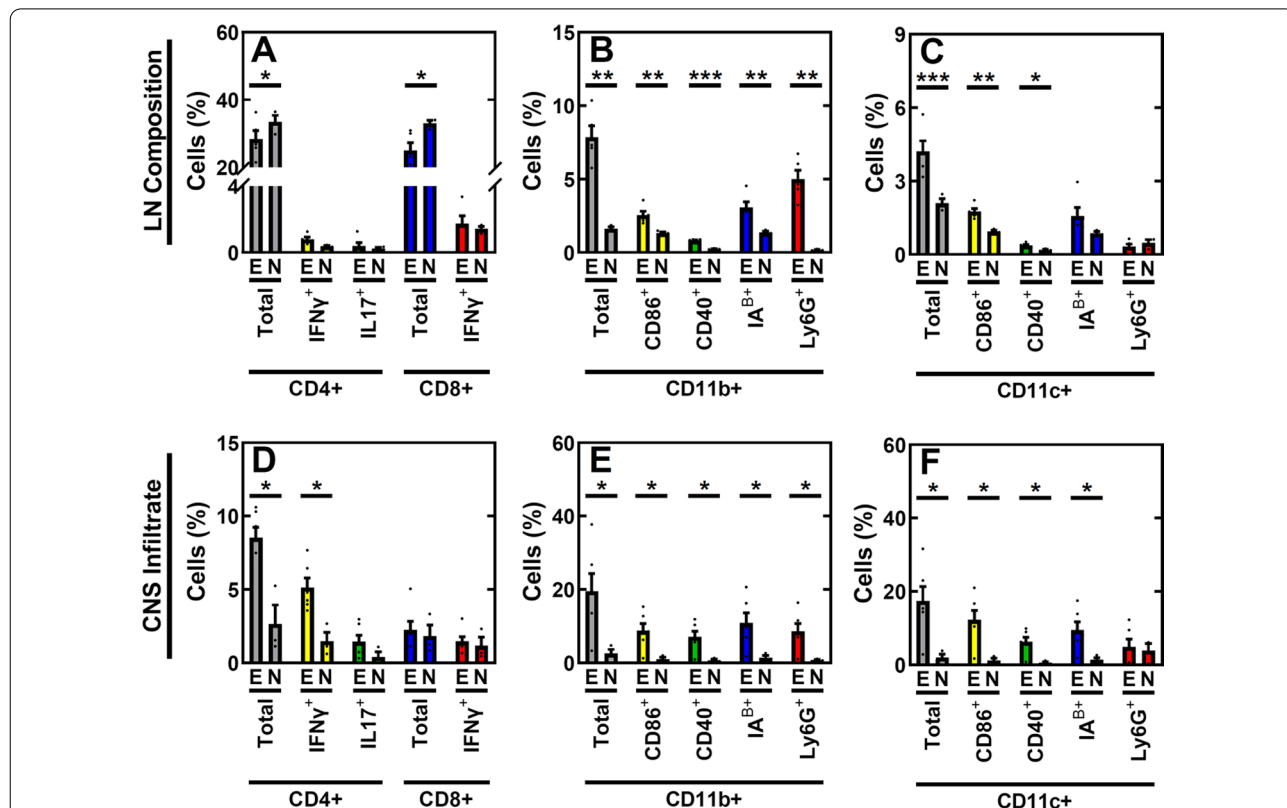 LN Composition
A
Cells (%)
60
40
20
4
0
* *
E N E N E N E N E N
Total IFNγ+ IL17+ Total IFNγ+
CD4+ CD8+
B
Cells (%)
15
10
5
0
** ** *** ** **
E N E N E N E N E N
Total CD86+ CD40+ IAB+ Ly6G+
CD11b+
C
Cells (%)
9
6
3
0
*** ** *
E N E N E N E N E N
Total CD86+ CD40+ IAB+ Ly6G+
CD11c+
CNS Infiltrate
D
Cells (%)
15
10
5
0
* *
E N E N E N E N E N
Total IFNγ+ IL17+ Total IFNγ+
CD4+ CD8+
E
Cells (%)
60
40
20
0
* * * * *
E N E N E N E N E N
Total CD86+ CD40+ IAB+ Ly6G+
CD11b+
F
Cells (%)
60
40
20
0
* * * *
E N E N E N E N E N
Total CD86+ CD40+ IAB+ Ly6G+
CD11c+